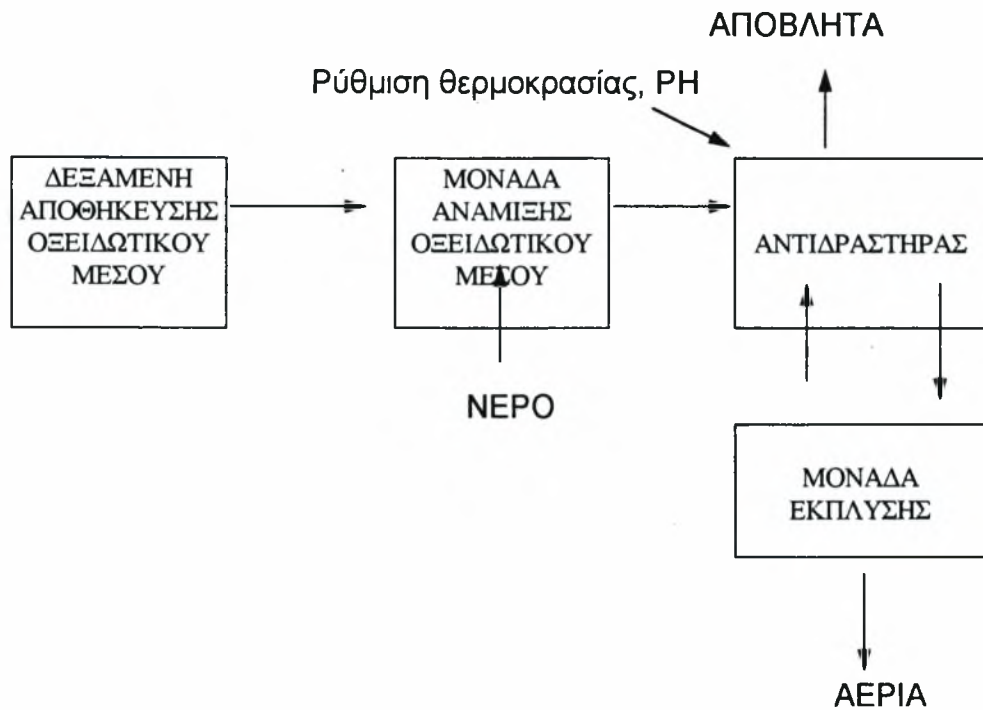 ΑΠΟΒΛΗΤΑ
Ρύθμιση θερμοκρασίας, PH
ΔΕΞΑΜΕΝΗ
ΑΠΟΘΗΚΕΥΣΗΣ
ΟΞΕΙΔΩΤΙΚΟΥ
ΜΕΣΟΥ
ΜΟΝΑΔΑ
ΑΝΑΜΙΞΗΣ
ΟΞΕΙΔΩΤΙΚΟΥ
ΜΕΣΟΥ
ΑΝΤΙΔΡΑΣΤΗΡΑΣ
ΝΕΡΟ
ΜΟΝΑΔΑ
ΕΚΠΛΥΣΗΣ
ΑΕΡΙΑ